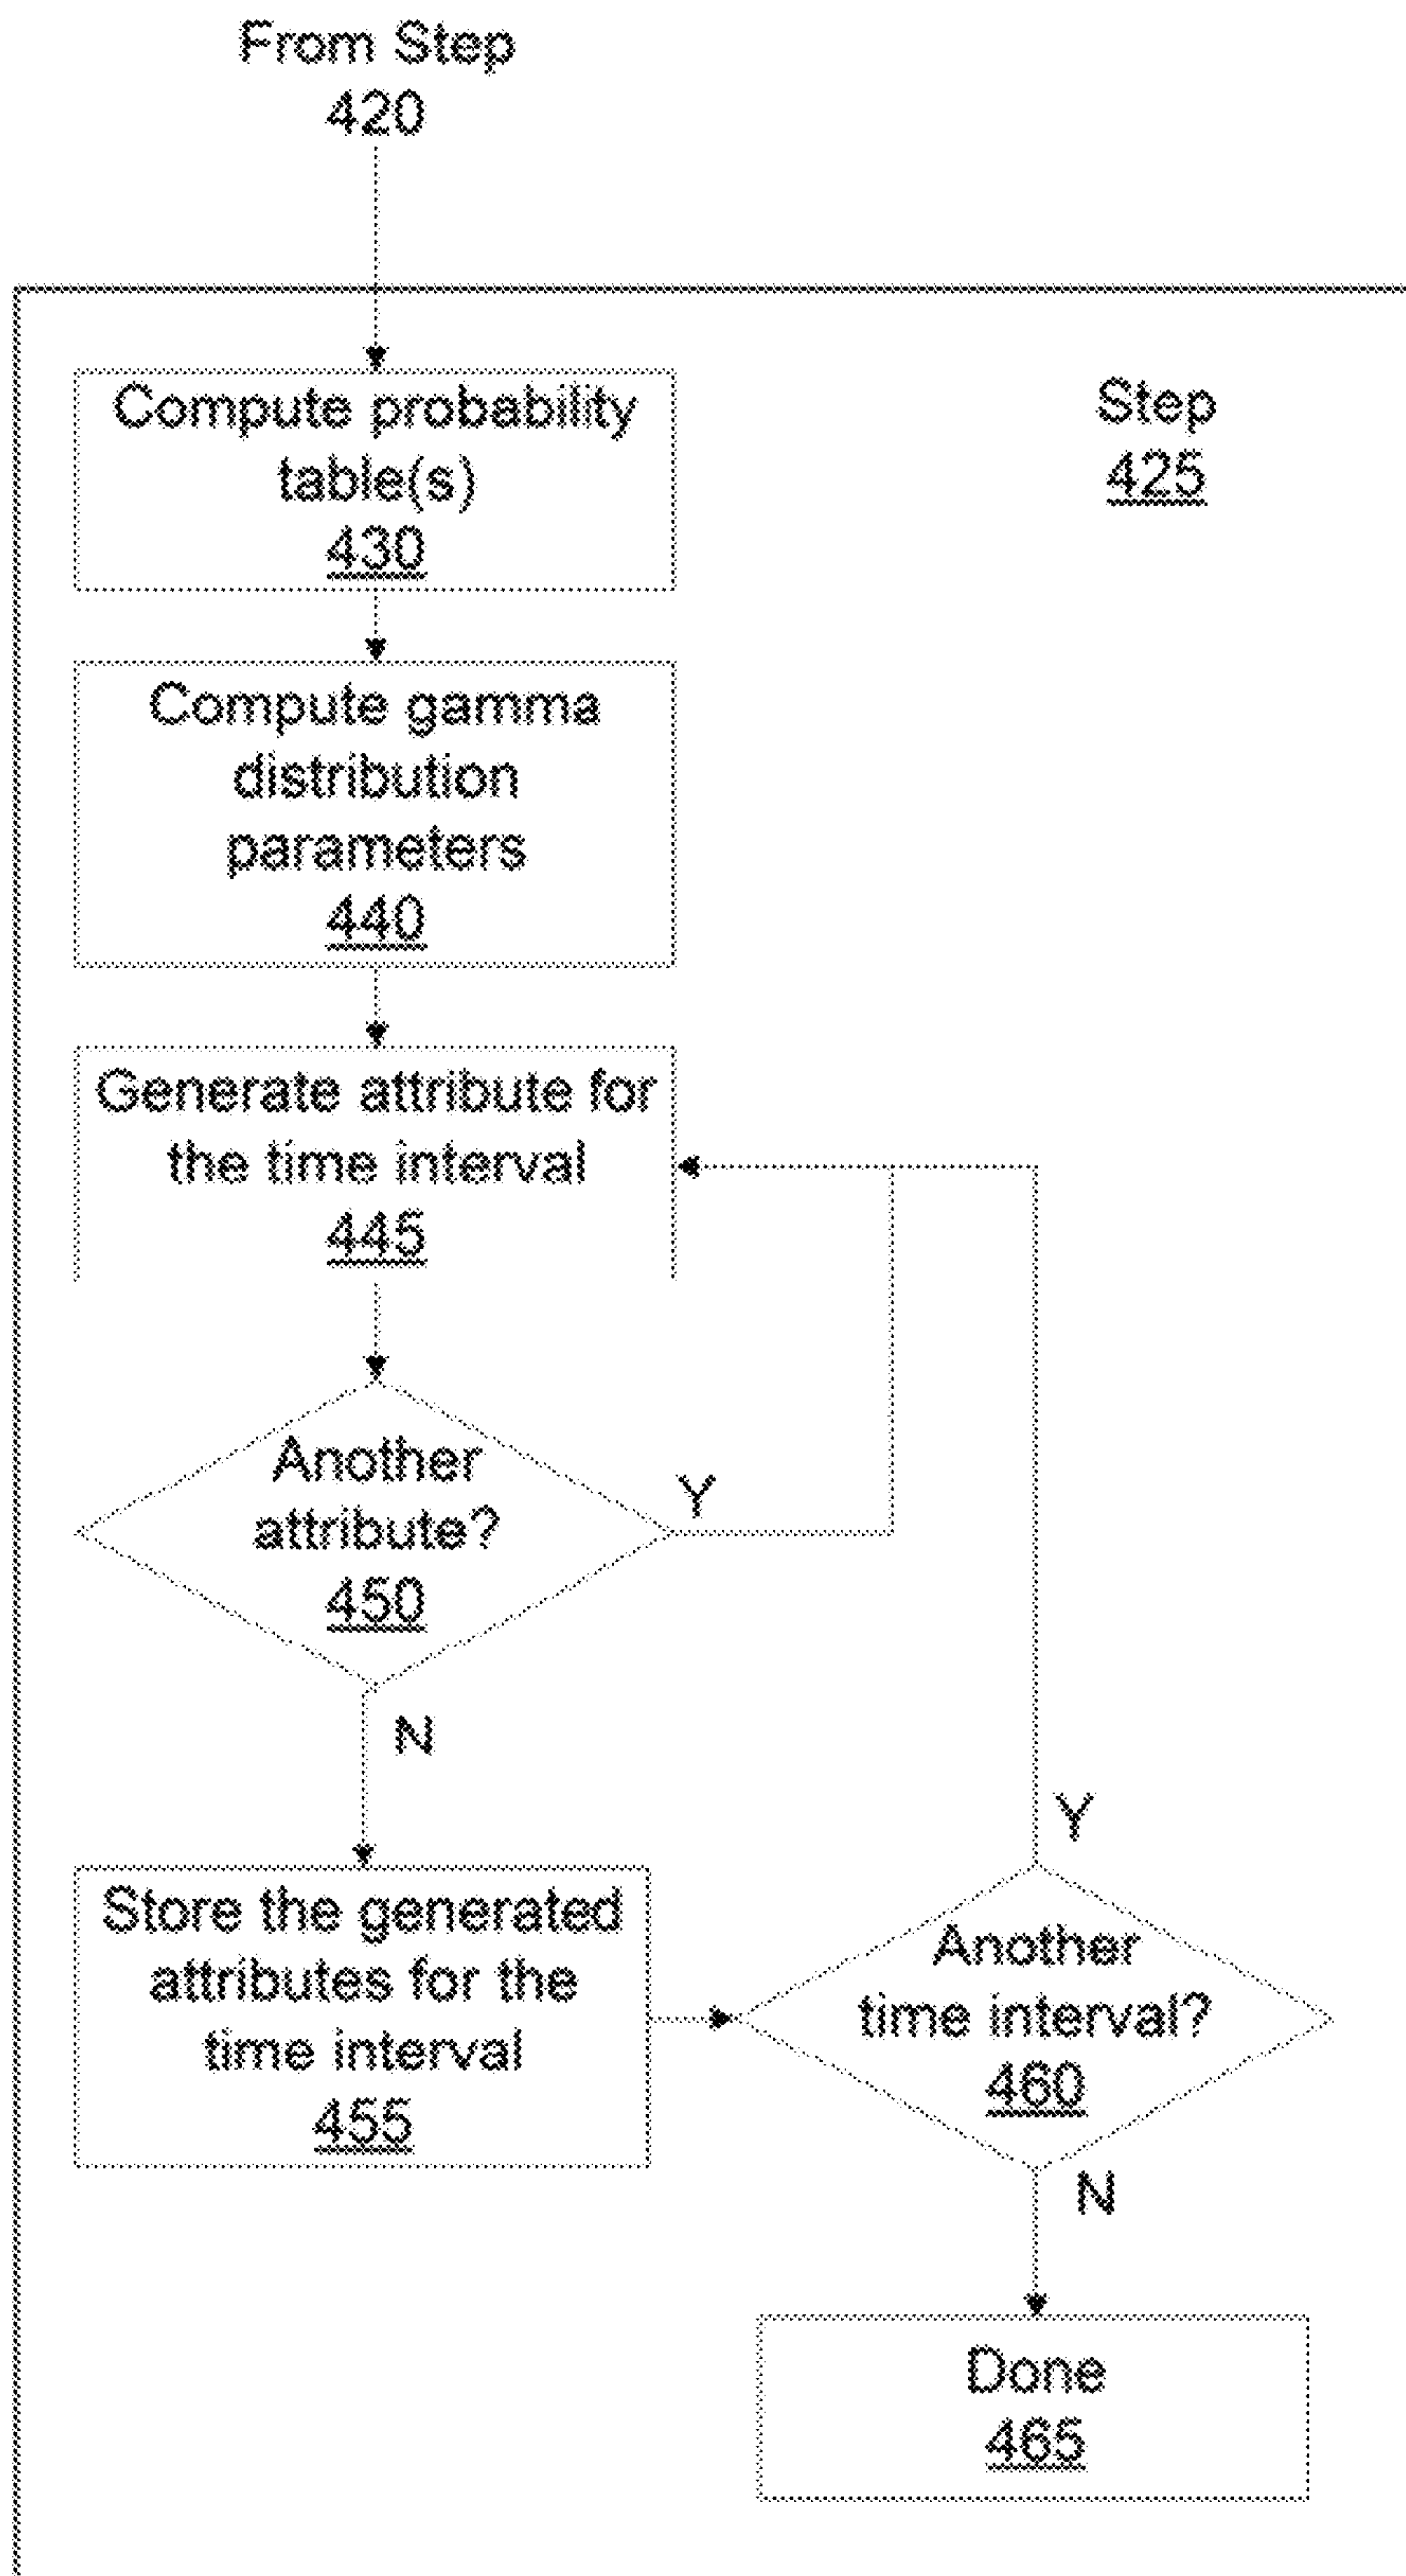 From Step
420
Compute probability
table(s)
430
Step
425
Compute gamma
distribution
parameters
440
Generate attribute for
the time interval
445
Another
attribute?
450
Y
N
Store the generated
attributes for the
time interval
455
Y
Another
time interval?
460
N
Done
465